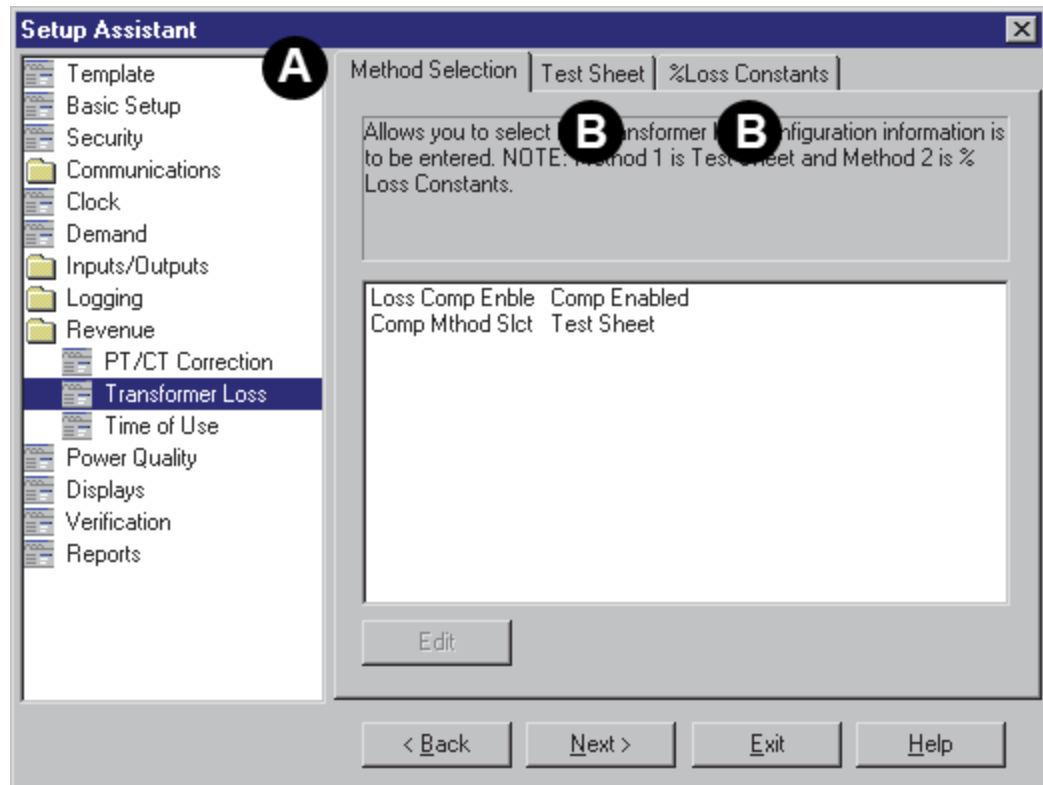 Setup Assistant
Template
Basic Setup
Security
Communications
Clock
Demand
Inputs/Outputs
Logging
Revenue
PT/CT Correction
Transformer Loss
Time of Use
Power Quality
Displays
Verification
Reports
A
Method Selection Test Sheet %Loss Constants
B B
Allows you to select ansformer nfiguration information is
to be entered. NOTE: Method 1 is Test Sheet and Method 2 is %
Loss Constants.
Loss Comp Enble Comp Enabled
Comp Mthod Slct Test Sheet
Edit
< Back Next > Exit Help